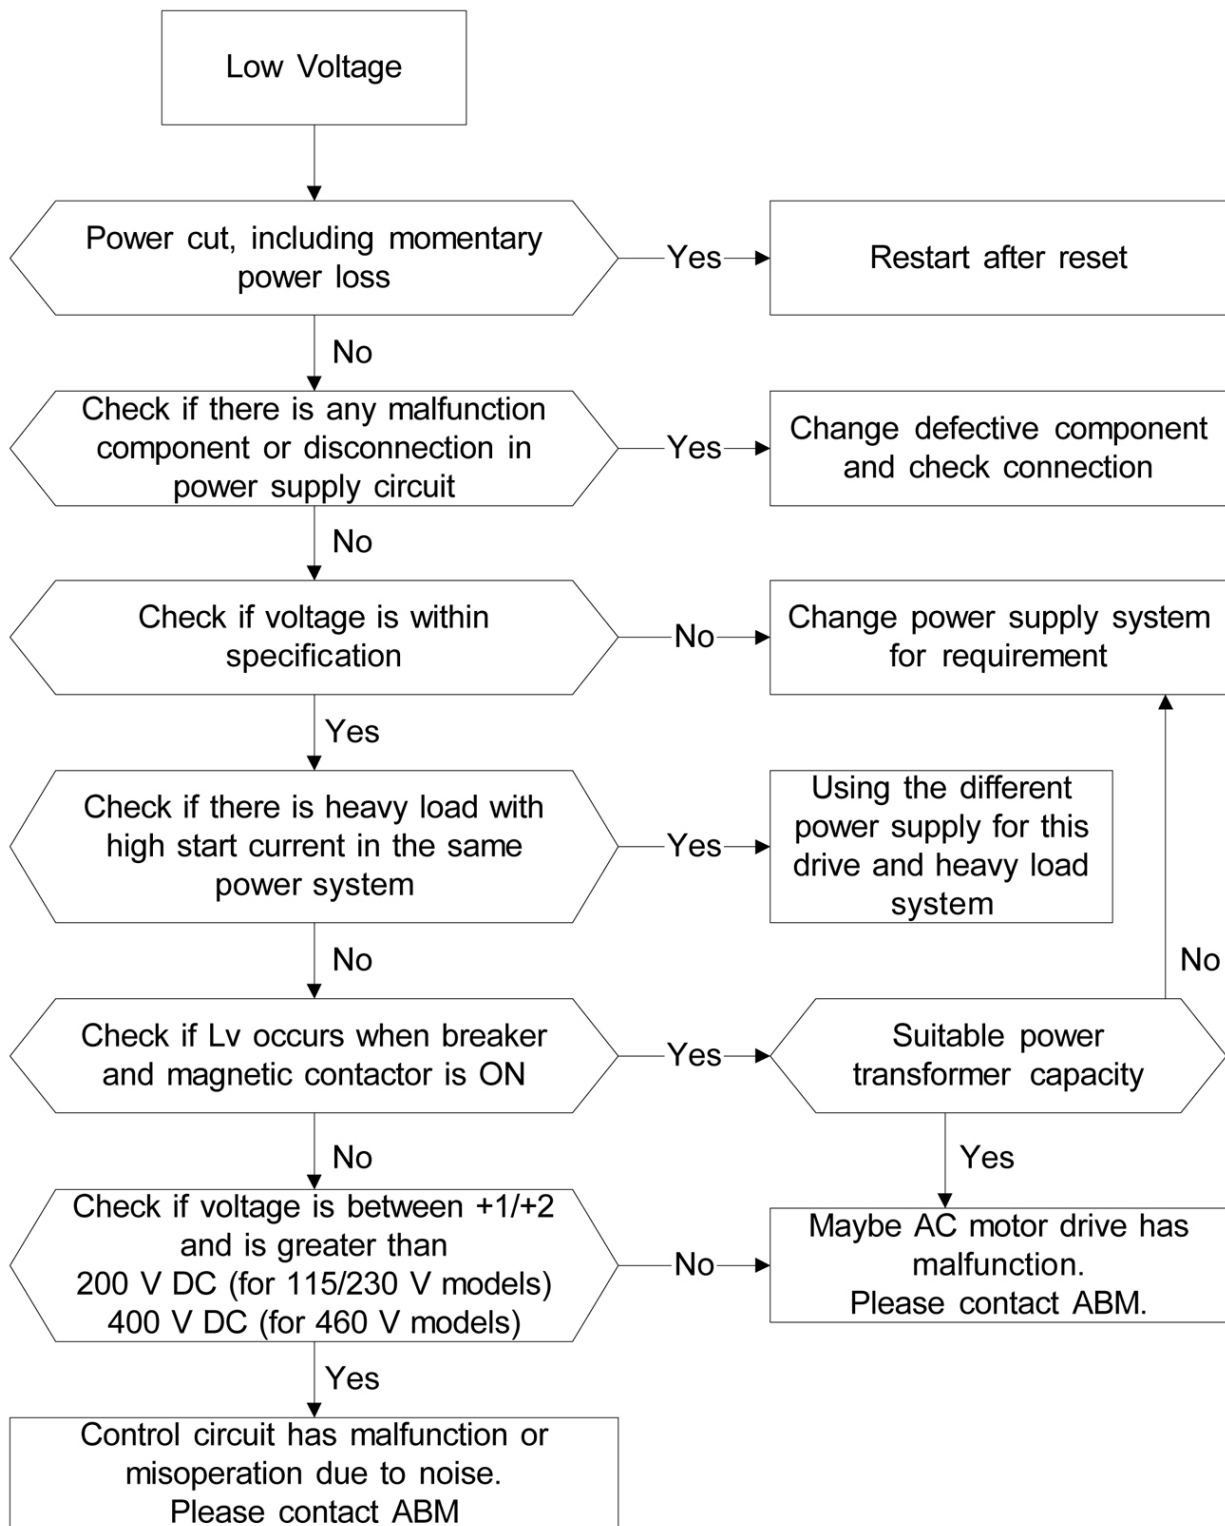 Low Voltage
Power cut, including momentary
power loss
Yes
Restart after reset
No
Check if there is any malfunction
component or disconnection in
power supply circuit
Yes
Change defective component
and check connection
No
Check if voltage is within
specification
No
Change power supply system
for requirement
Yes
Check if there is heavy load with
high start current in the same
power system
Yes
Using the different
power supply for this
drive and heavy load
system
No
No
Check if Lv occurs when breaker
and magnetic contactor is ON
Yes
Suitable power
transformer capacity
No
Yes
Check if voltage is between +1/+2
and is greater than
200 V DC (for 115/230 V models)
400 V DC (for 460 V models)
No
Maybe AC motor drive has
malfunction.
Please contact ABM.
Yes
Control circuit has malfunction or
misoperation due to noise.
Please contact ABM